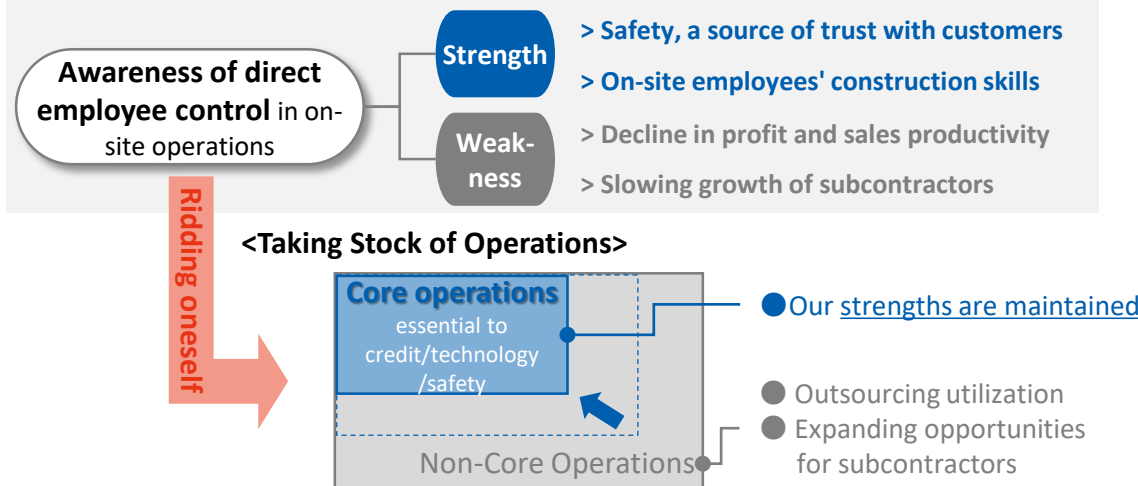 Awareness of direct
employee control in on-
site operations
Strength
> Safety, a source of trust with customers
> On-site employees' construction skills
Weak-
ness
> Decline in profit and sales productivity
> Slowing growth of subcontractors
Ridding oneself
<Taking Stock of Operations>
Core operations
essential to
credit/technology
/safety
Non-Core Operations
Our strengths are maintained
Outsourcing utilization
Expanding opportunities
for subcontractors